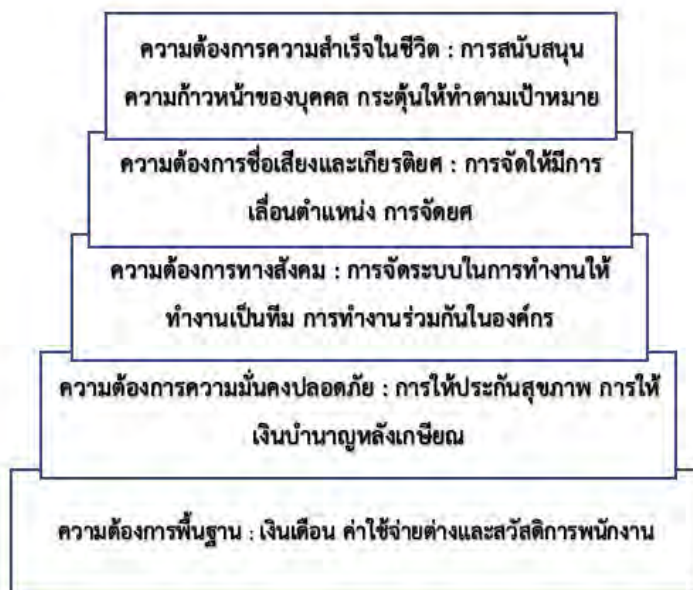 ความต้องการความสำเร็จในชีวิต : การสนับสนุน
ความก้าวหน้าของบุคคล กระตุ้นให้ทำตามเป้าหมาย
ความต้องการชื่อเสียงและเกียรติยศ : การจัดให้มีการ
เลื่อนตำแหน่ง การจัดยศ
ความต้องการทางสังคม : การจัดระบบในการทำงานให้
ทำงานเป็นทีม การทำงานร่วมกันในองค์กร
ความต้องการความมั่นคงปลอดภัย : การให้ประกันสุขภาพ การให้
เงินบำนาญหลังเกษียณ
ความต้องการพื้นฐาน : เงินเดือน ค่าใช้จ่ายต่างและสวัสดิการพนักงาน